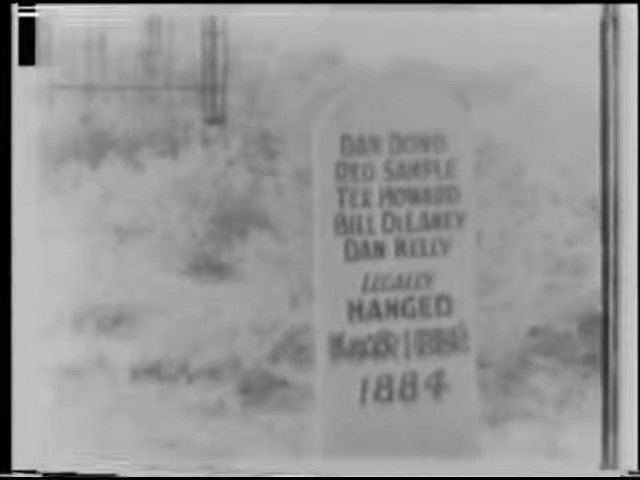 DAN DOWD
RED SAMPLE
TEX HOWARD
BILL DELANEY
DAN KELLY
LEGALLY
HANGED
1884